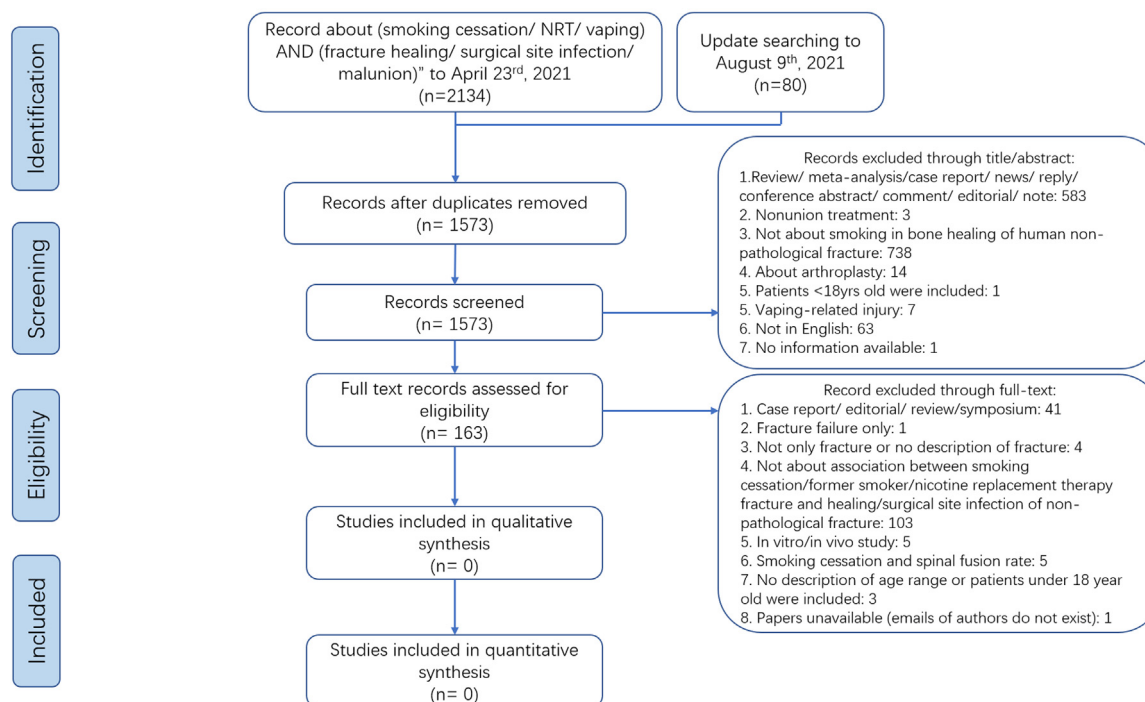 Identification
Record about (smoking cessation/ NRT/ vaping)
AND (fracture healing/ surgical site infection/
malunion)” to April 23rd, 2021
(n=2134)
Update searching to
August 9th, 2021
(n=80)
Records after duplicates removed
(n= 1573)
Records excluded through title/abstract:
1.Review/ meta-analysis/case report/ news/ reply/
conference abstract/ comment/ editorial/ note: 583
2. Nonunion treatment: 3
3. Not about smoking in bone healing of human non-
pathological fracture: 738
4. About arthroplasty: 14
5. Patients <18yrs old were included: 1
5. Vaping-related injury: 7
6. Not in English: 63
7. No information available: 1
Screening
Records screened
(n= 1573)
Eligibility
Full text records assessed for
eligibility
(n= 163)
Record excluded through full-text:
1. Case report/ editorial/ review/symposium: 41
2. Fracture failure only: 1
3. Not only fracture or no description of fracture: 4
4. Not about association between smoking
cessation/former smoker/nicotine replacement therapy
fracture and healing/surgical site infection of non-
pathological fracture: 103
5. In vitro/in vivo study: 5
6. Smoking cessation and spinal fusion rate: 5
7. No description of age range or patients under 18 year
old were included: 3
8. Papers unavailable (emails of authors do not exist): 1
Studies included in qualitative
synthesis
(n= 0)
Included
Studies included in quantitative
synthesis
(n= 0)